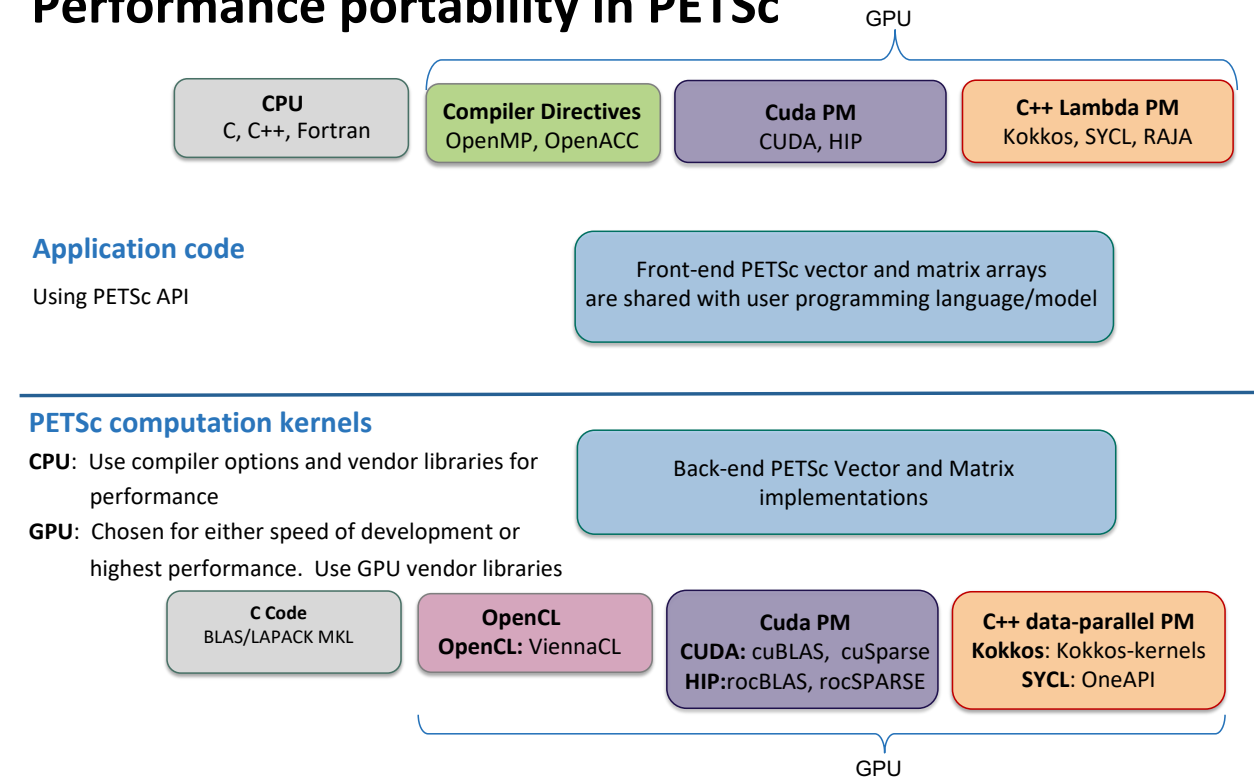 Performance portability in PETSc
GPU
CPU
C, C++, Fortran
Compiler Directives
OpenMP, OpenACC
Cuda PM
CUDA, HIP
C++ Lambda PM
Kokkos, SYCL, RAJA
Application code
Using PETSc API
Front-end PETSc vector and matrix arrays
are shared with user programming language/model
PETSc computation kernels
CPU: Use compiler options and vendor libraries for
performance
GPU: Chosen for either speed of development or
highest performance. Use GPU vendor libraries
Back-end PETSc Vector and Matrix
implementations
C Code
BLAS/LAPACK MKL
OpenCL
OpenCL: ViennaCL
Cuda PM
CUDA: cuBLAS, cuSparse
HIP:rocBLAS, rocSPARSE
C++ data-parallel PM
Kokkos: Kokkos-kernels
SYCL: OneAPI
GPU